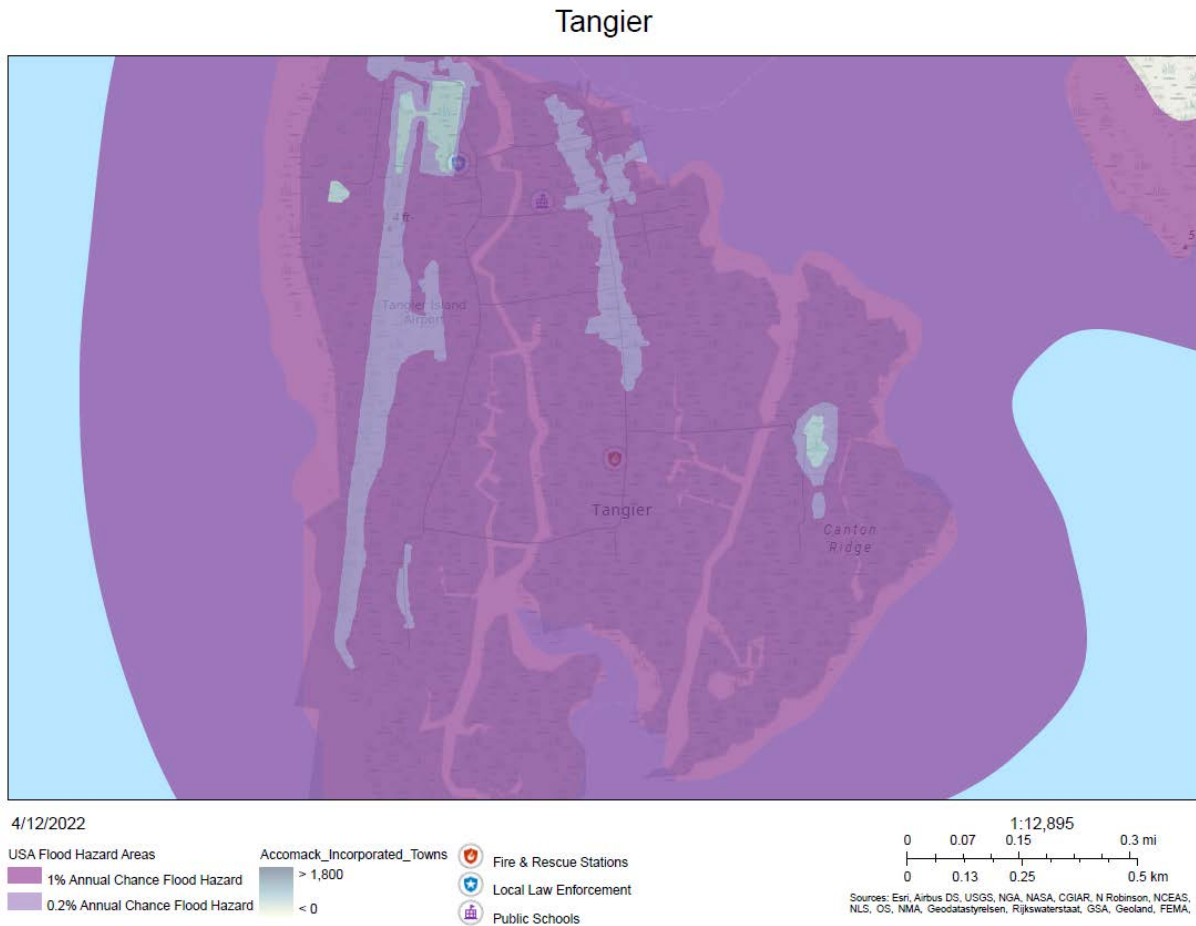 Tangier
4 ft
5
Tangier Island
Airport
Tangier
Canton
Ridge
4/12/2022
USA Flood Hazard Areas
1% Annual Chance Flood Hazard
0.2% Annual Chance Flood Hazard
Accomack_Incorporated_Towns
> 1,800
< 0
Fire & Rescue Stations
Local Law Enforcement
Public Schools
1:12,895
0 0.07 0.15 0.3 mi
0 0.13 0.25 0.5 km
Sources: Esri, Airbus DS, USGS, NGA, NASA, CGIAR, N Robinson, NCEAS,
NLS, OS, NMA, Geodatastyrelsen, Rijkswaterstaat, GSA, Geoland, FEMA,